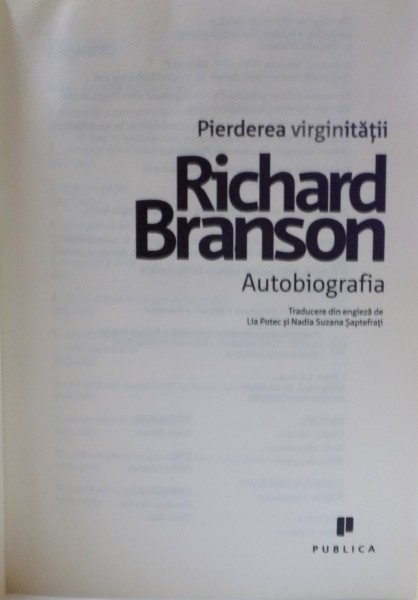 Pierderea virginității
Richard
Branson
Autobiografia
Traducere din engleză de
Lia Potec și Nadia Suzana Șaptefrați
PUBLICA